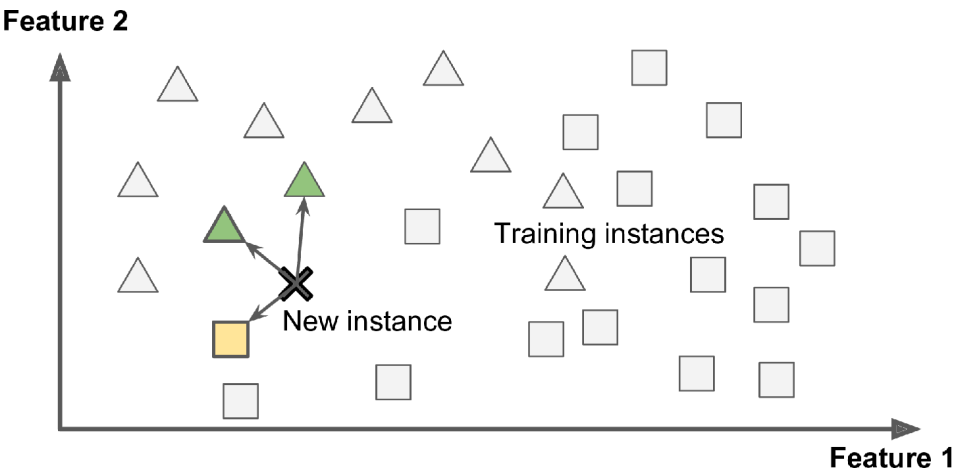 Feature 2
Training instances
New instance
Feature 1